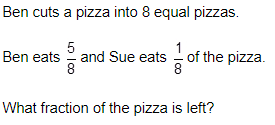 Ben cuts a pizza into 8 equal pizzas.
Ben eats 5/8 and Sue eats 1/8 of the pizza.
What fraction of the pizza is left?